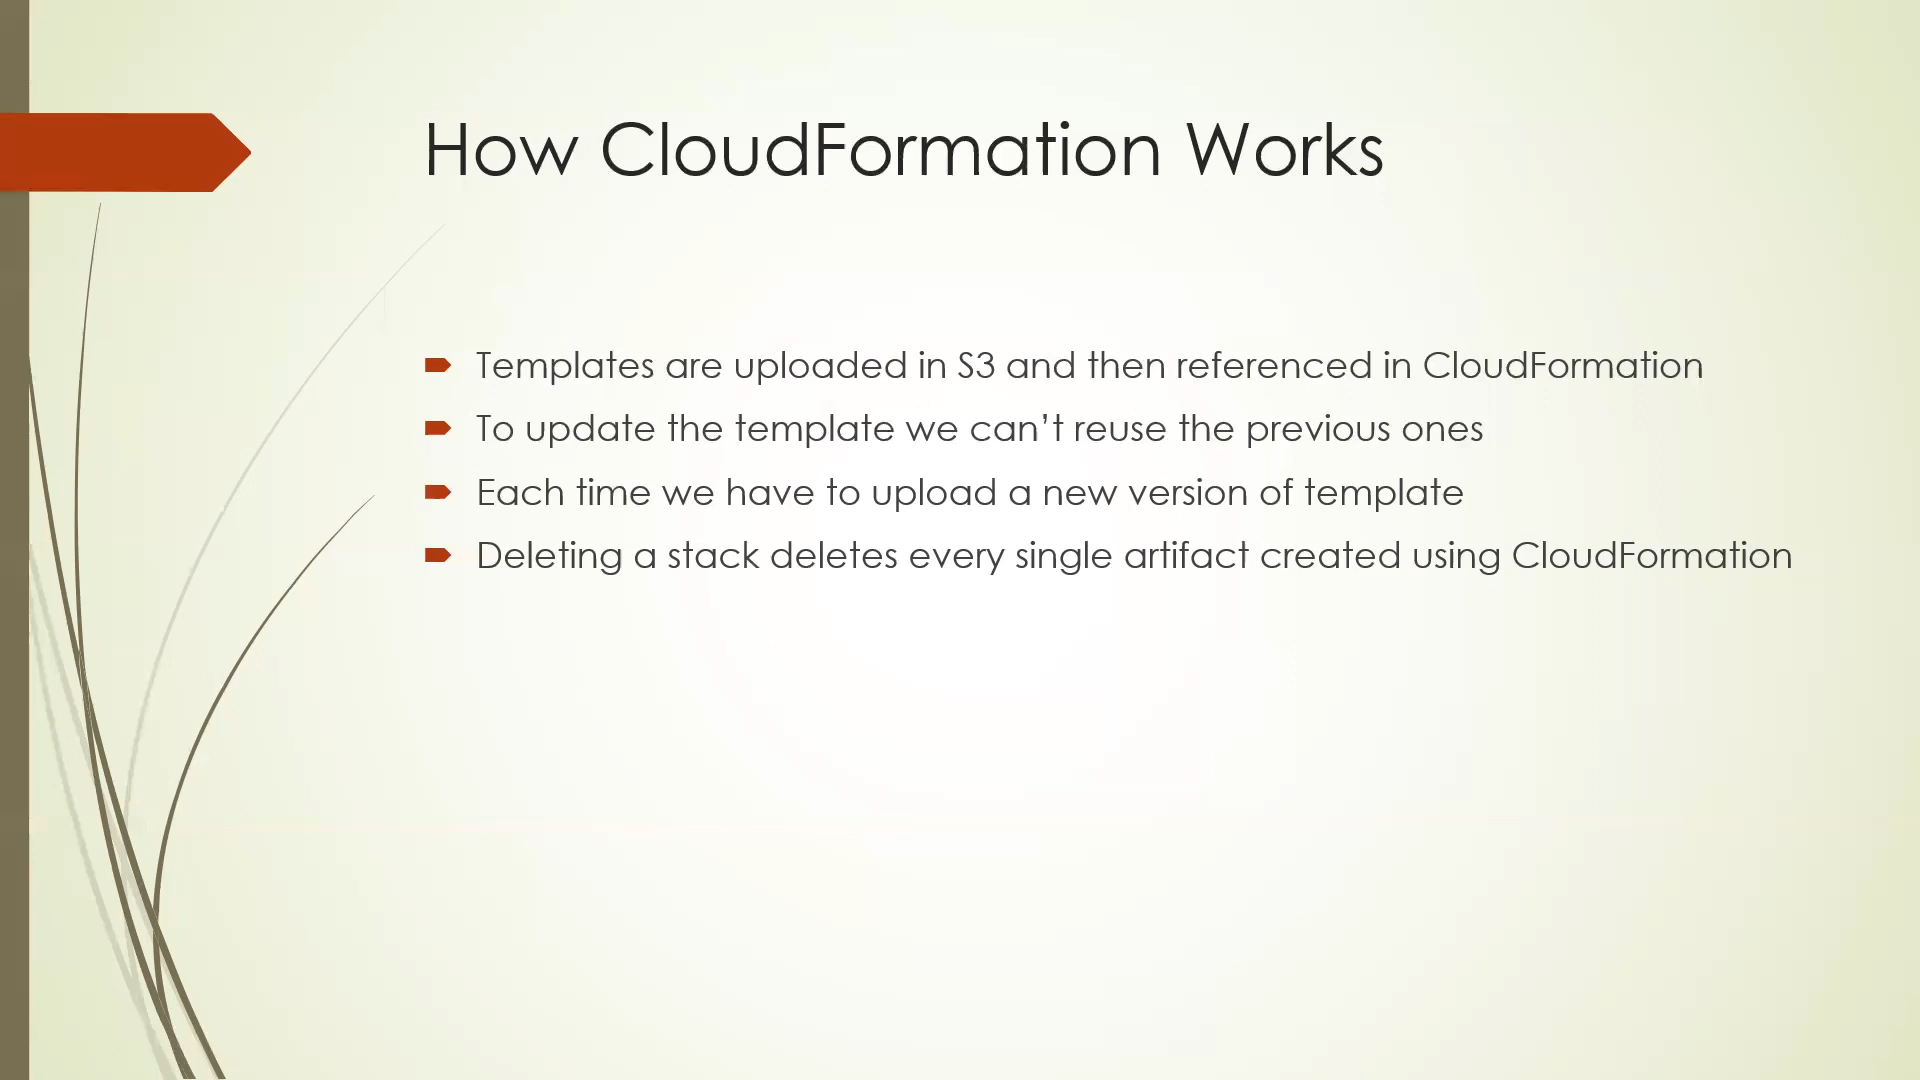 How CloudFormation Works
Templates are uploaded in S3 and then referenced in CloudFormation
To update the template we can’t reuse the previous ones
Each time we have to upload a new version of template
Deleting a stack deletes every single artifact created using CloudFormation